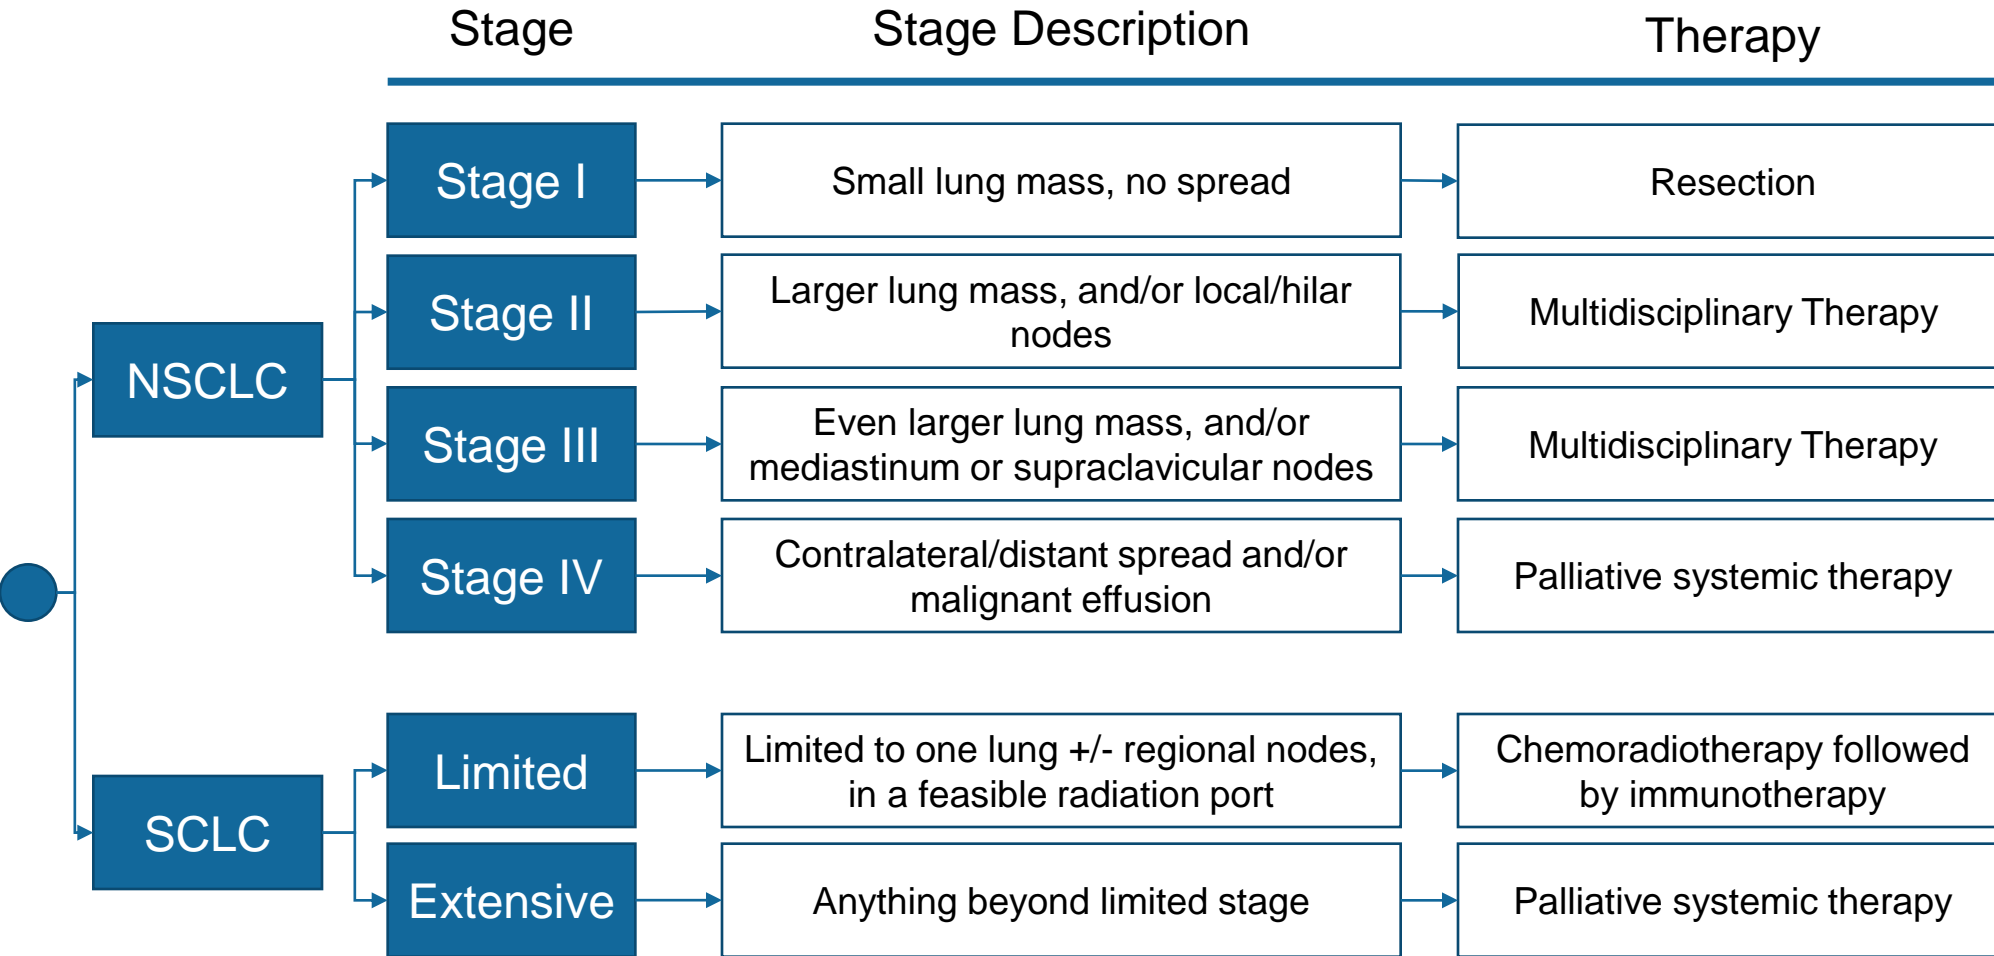 Stage
Stage Description
Therapy
NSCLC
Stage I
Small lung mass, no spread
Resection
Stage II
Larger lung mass, and/or local/hilar
nodes
Multidisciplinary Therapy
Stage III
Even larger lung mass, and/or
mediastinum or supraclavicular nodes
Multidisciplinary Therapy
Stage IV
Contralateral/distant spread and/or
malignant effusion
Palliative systemic therapy
SCLC
Limited
Limited to one lung +/- regional nodes,
in a feasible radiation port
Chemoradiotherapy followed
by immunotherapy
Extensive
Anything beyond limited stage
Palliative systemic therapy